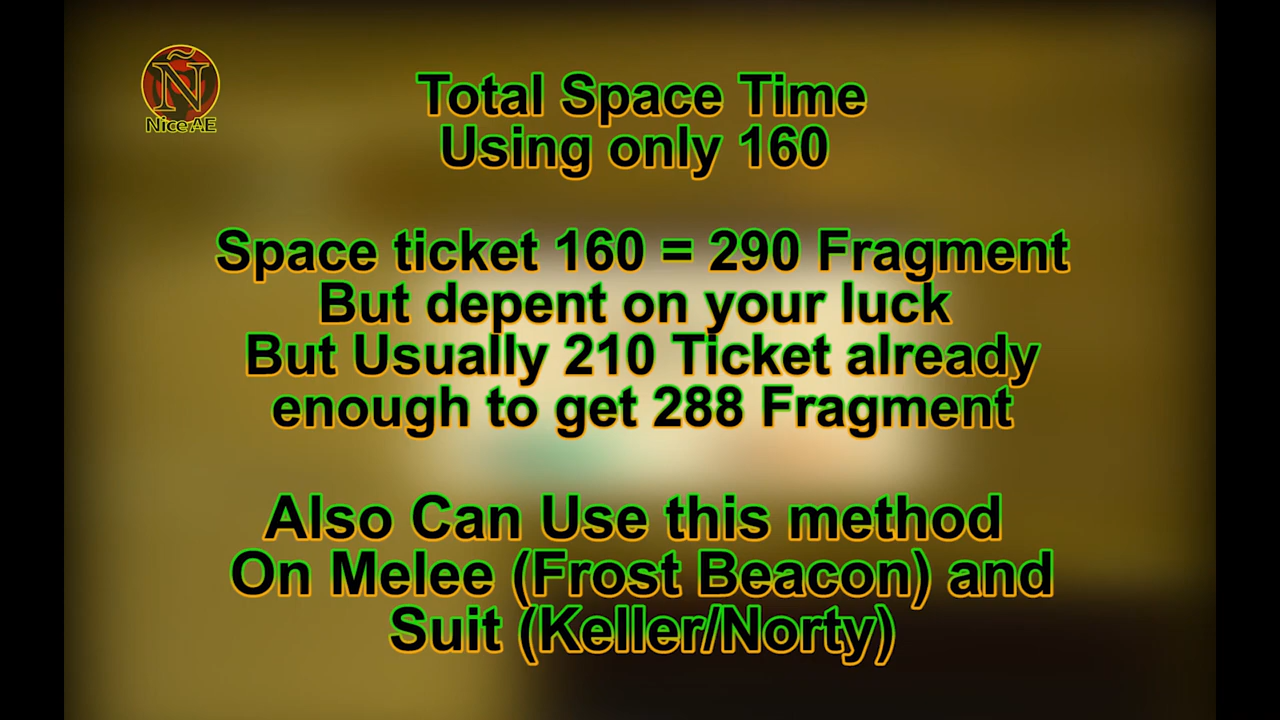 Ñ
Nice AE
Total Space Time
Using only 160
Space ticket 160 = 290 Fragment
But depent on your luck
But Usually 210 Ticket already
enough to get 288 Fragment
Also Can Use this method
On Melee (Frost Beacon) and
Suit (Keller/Norty)